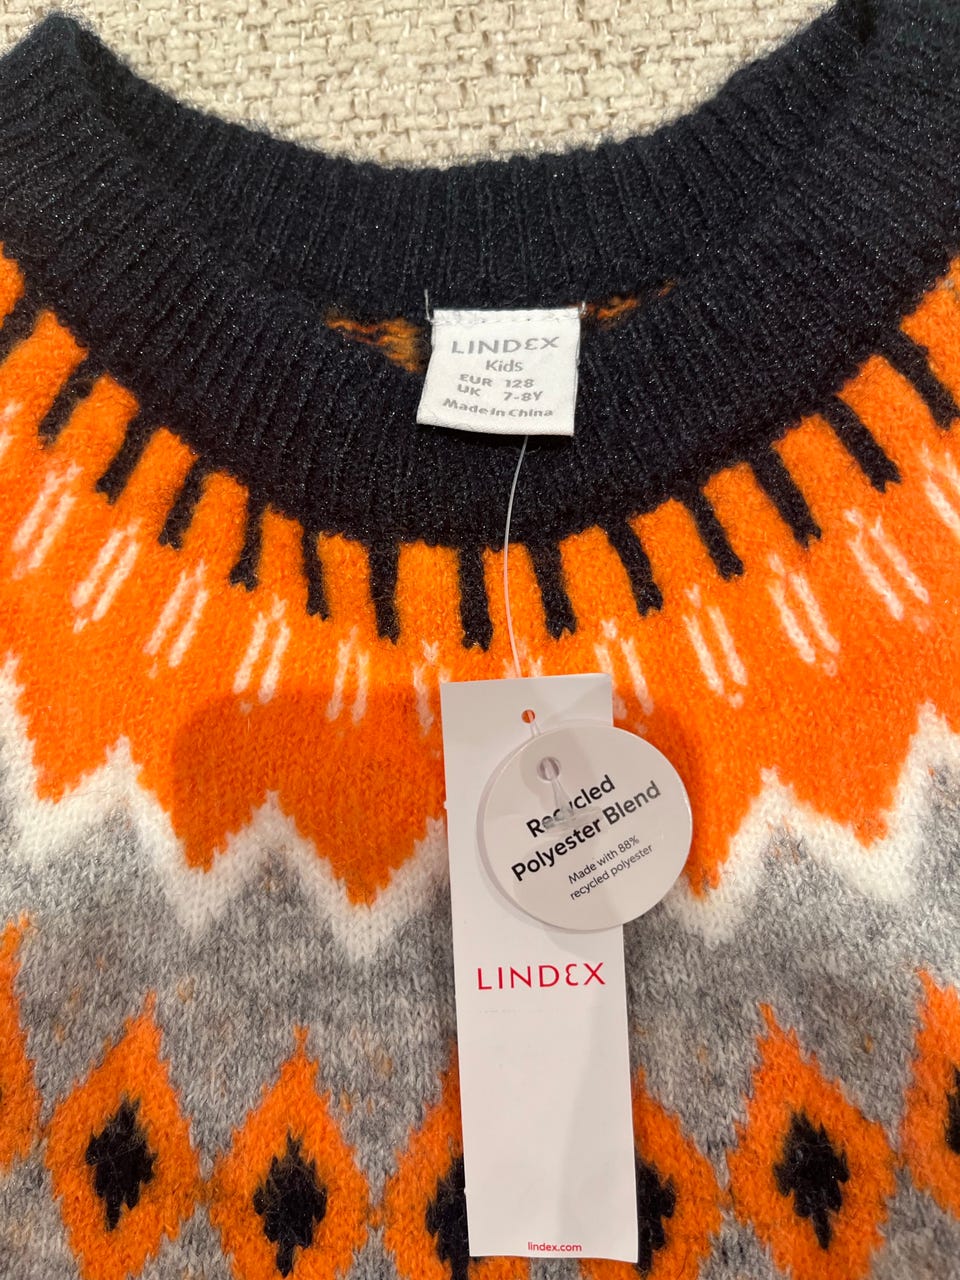 LINDEX
Kids
EUR 128
UK 7-8Y
Made in China
Recycled
Polyester Blend
Made with 88%
recycled polyester
LINDEX
lindex.com